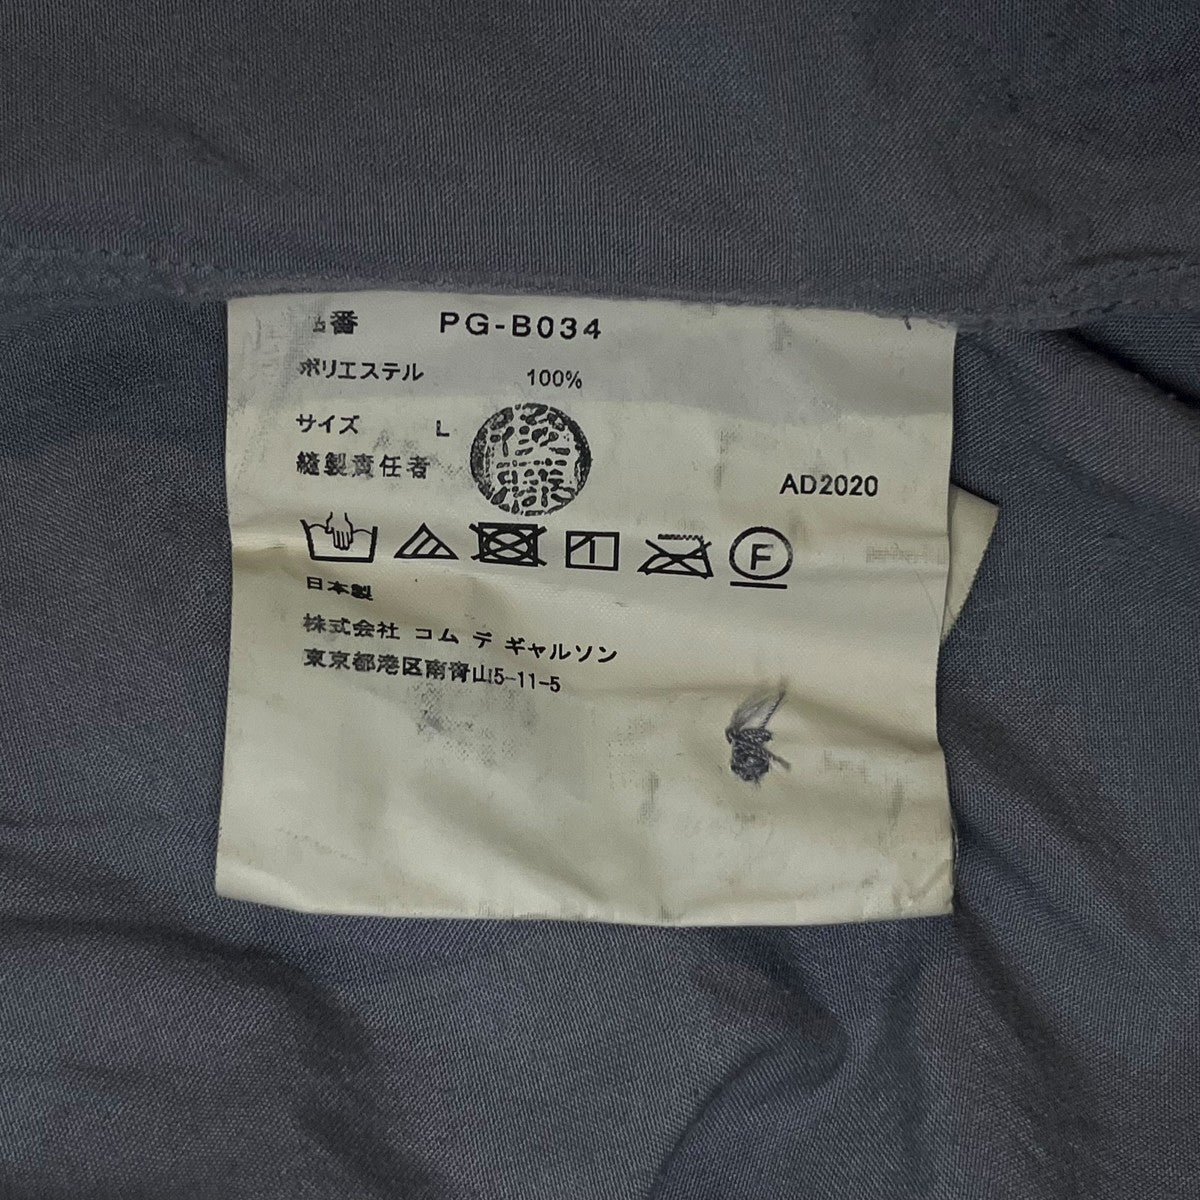 品番 PG-B034
ポリエステル 100%
サイズ L
縫製責任者
AD2020
F
日本製
株式会社 コム デ ギャルソン
東京都港区南青山5-11-5